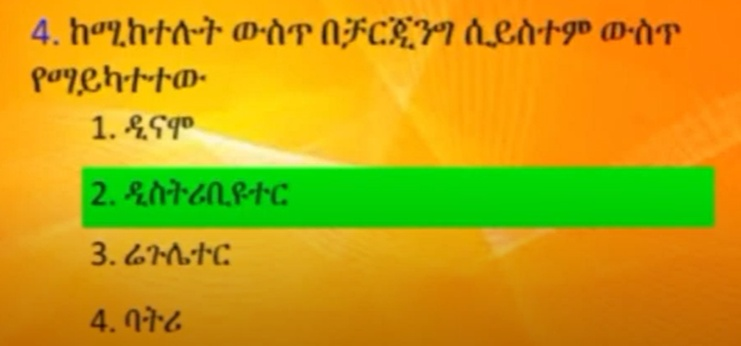 4. ከሚከተሉት ውስጥ በቻርጂንግ ሲይስተም ውስጥ
የማይካተተው
1. ዲናሞ
2. ዲስትሪቢዩተር
3. ሬጉሌተር
4. ባትሪ